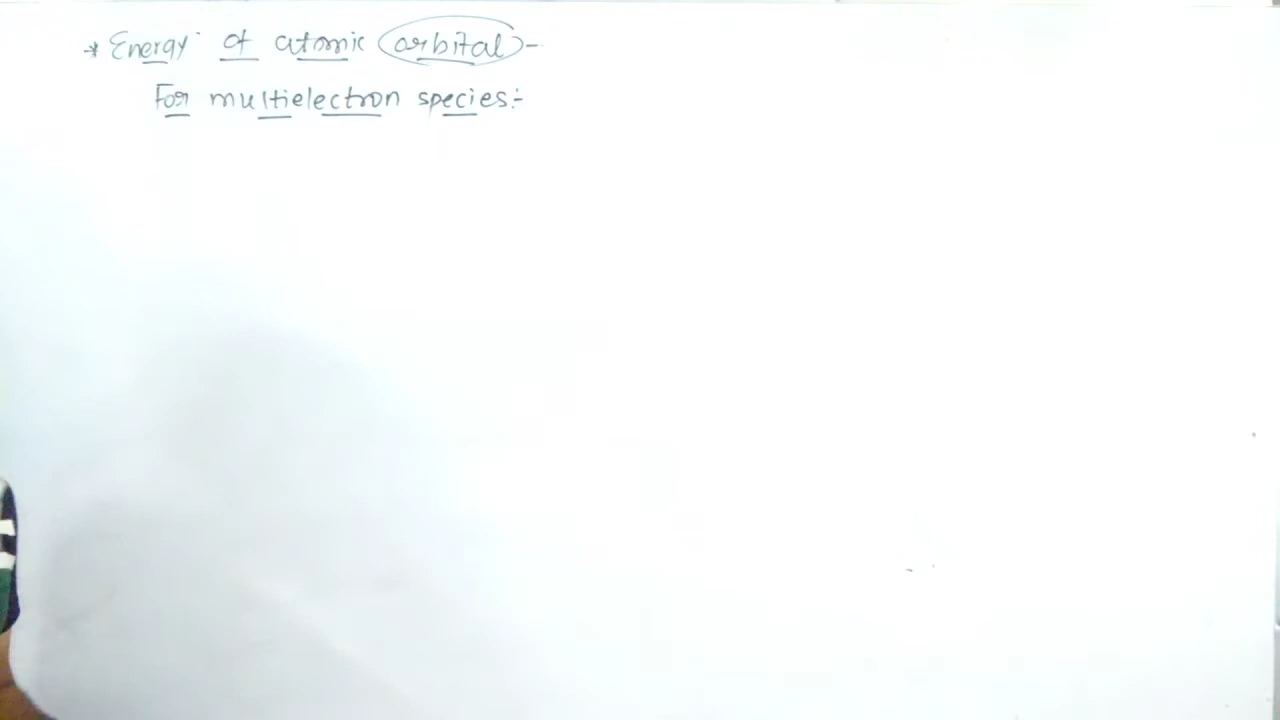 * Energy of atomic orbital-
For multielectron species:-